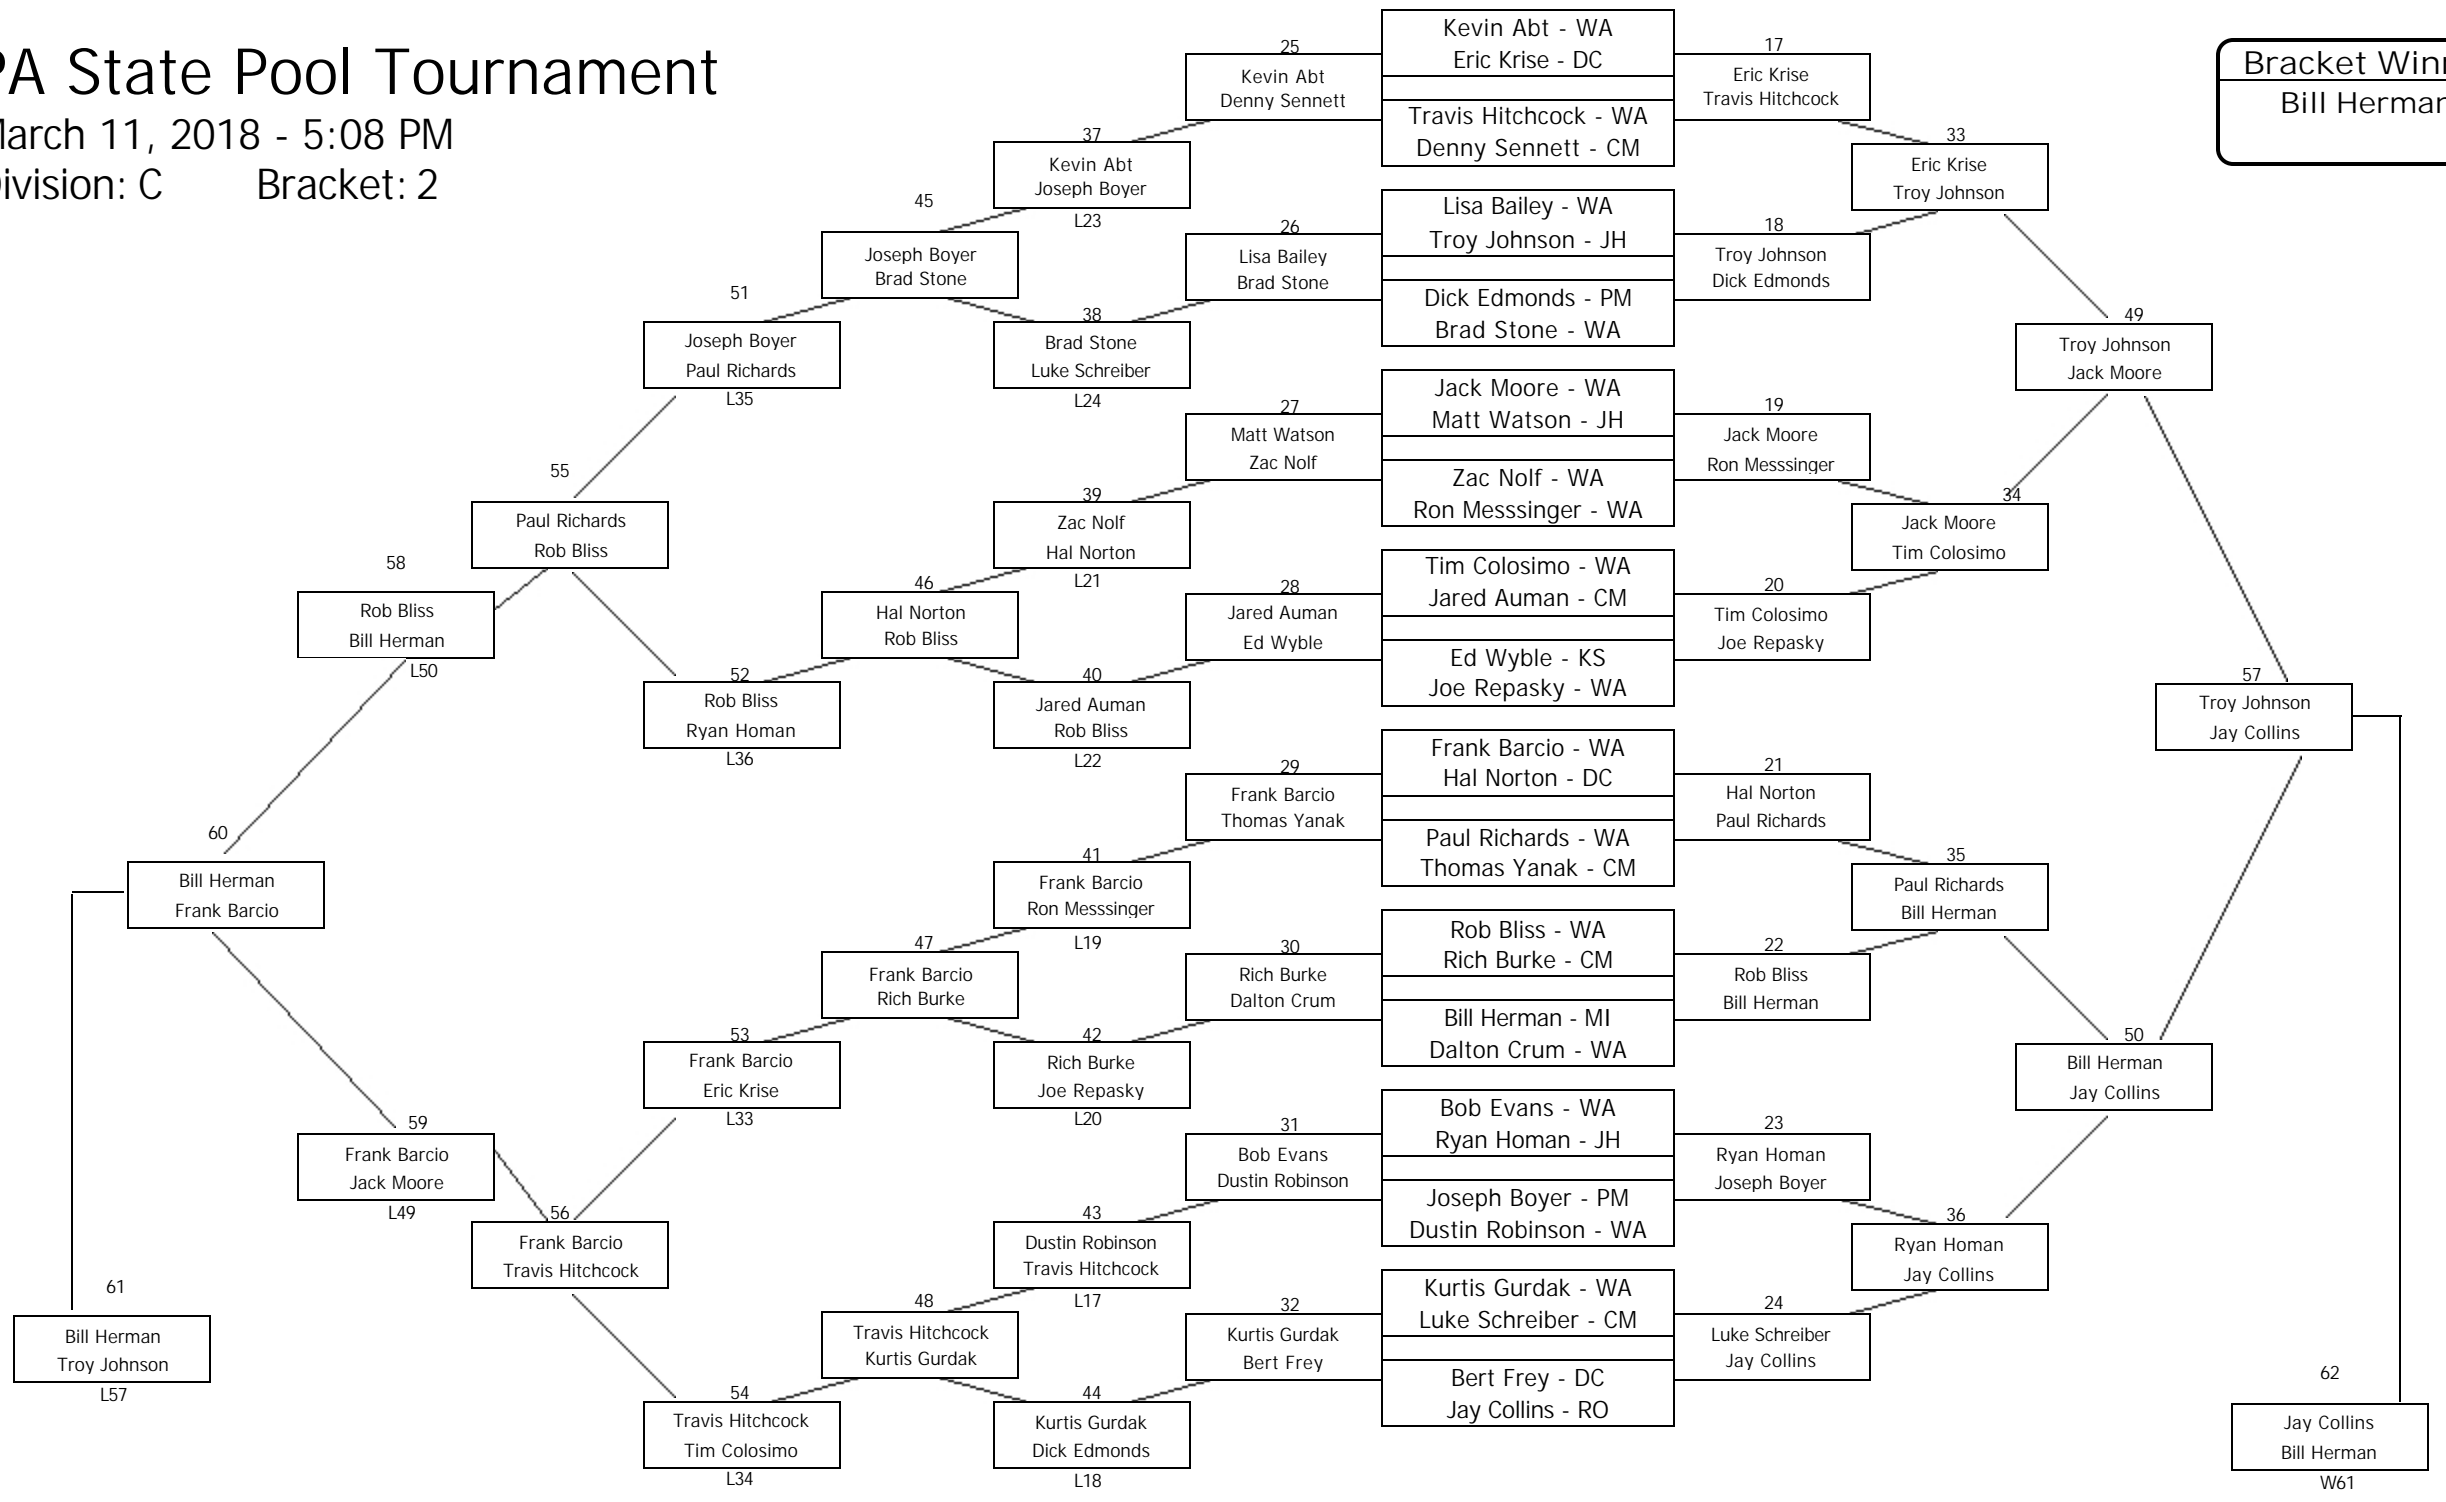 PA State Pool Tournament
March 11, 2018 - 5:08 PM
Division: C Bracket: 2
Bracket Winn
Bill Herman
61
Bill Herman
Troy Johnson
L57
60
Bill Herman
Frank Barcio
58
Rob Bliss
Bill Herman
L50
59
Frank Barcio
Jack Moore
L49
55
Paul Richards
Rob Bliss
56
Frank Barcio
Travis Hitchcock
51
Joseph Boyer
Paul Richards
L35
52
Rob Bliss
Ryan Homan
L36
53
Frank Barcio
Eric Krise
L33
54
Travis Hitchcock
Tim Colosimo
L34
45
Joseph Boyer
Brad Stone
46
Hal Norton
Rob Bliss
47
Frank Barcio
Rich Burke
48
Travis Hitchcock
Kurtis Gurdak
37
Kevin Abt
Joseph Boyer
L23
38
Brad Stone
Luke Schreiber
L24
39
Zac Nolf
Hal Norton
L21
40
Jared Auman
Rob Bliss
L22
41
Frank Barcio
Ron Messsinger
L19
42
Rich Burke
Joe Repasky
L20
43
Dustin Robinson
Travis Hitchcock
L17
44
Kurtis Gurdak
Dick Edmonds
L18
25
Kevin Abt
Denny Sennett
26
Lisa Bailey
Brad Stone
27
Matt Watson
Zac Nolf
28
Jared Auman
Ed Wyble
29
Frank Barcio
Thomas Yanak
30
Rich Burke
Dalton Crum
31
Bob Evans
Dustin Robinson
32
Kurtis Gurdak
Bert Frey
Kevin Abt - WA
Eric Krise - DC
Travis Hitchcock - WA
Denny Sennett - CM
Lisa Bailey - WA
Troy Johnson - JH
Dick Edmonds - PM
Brad Stone - WA
Jack Moore - WA
Matt Watson - JH
Zac Nolf - WA
Ron Messsinger - WA
Tim Colosimo - WA
Jared Auman - CM
Ed Wyble - KS
Joe Repasky - WA
Frank Barcio - WA
Hal Norton - DC
Paul Richards - WA
Thomas Yanak - CM
Rob Bliss - WA
Rich Burke - CM
Bill Herman - MI
Dalton Crum - WA
Bob Evans - WA
Ryan Homan - JH
Joseph Boyer - PM
Dustin Robinson - WA
Kurtis Gurdak - WA
Luke Schreiber - CM
Bert Frey - DC
Jay Collins - RO
17
Eric Krise
Travis Hitchcock
18
Troy Johnson
Dick Edmonds
19
Jack Moore
Ron Messsinger
20
Tim Colosimo
Joe Repasky
21
Hal Norton
Paul Richards
22
Rob Bliss
Bill Herman
23
Ryan Homan
Joseph Boyer
24
Luke Schreiber
Jay Collins
33
Eric Krise
Troy Johnson
34
Jack Moore
Tim Colosimo
35
Paul Richards
Bill Herman
36
Ryan Homan
Jay Collins
49
Troy Johnson
Jack Moore
50
Bill Herman
Jay Collins
57
Troy Johnson
Jay Collins
62
Jay Collins
Bill Herman
W61